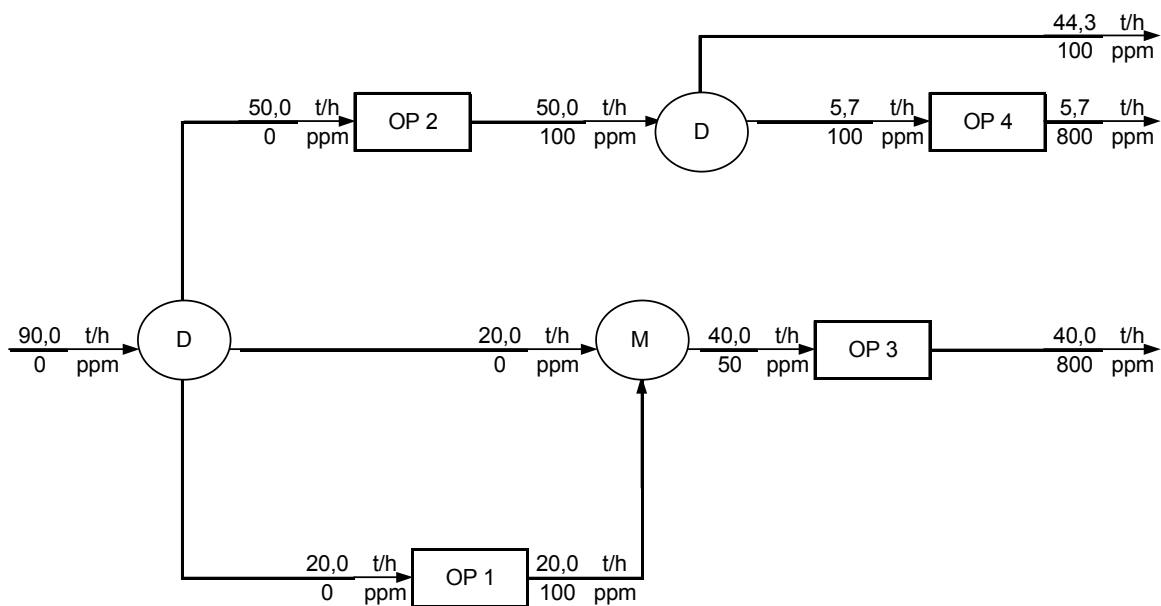 44,3 t/h
100 ppm
50,0 t/h
0 ppm
OP 2
50,0 t/h
100 ppm
D
5,7 t/h
100 ppm
OP 4
5,7 t/h
800 ppm
90,0 t/h
0 ppm
D
20,0 t/h
0 ppm
M
40,0 t/h
50 ppm
OP 3
40,0 t/h
800 ppm
20,0 t/h
0 ppm
OP 1
20,0 t/h
100 ppm